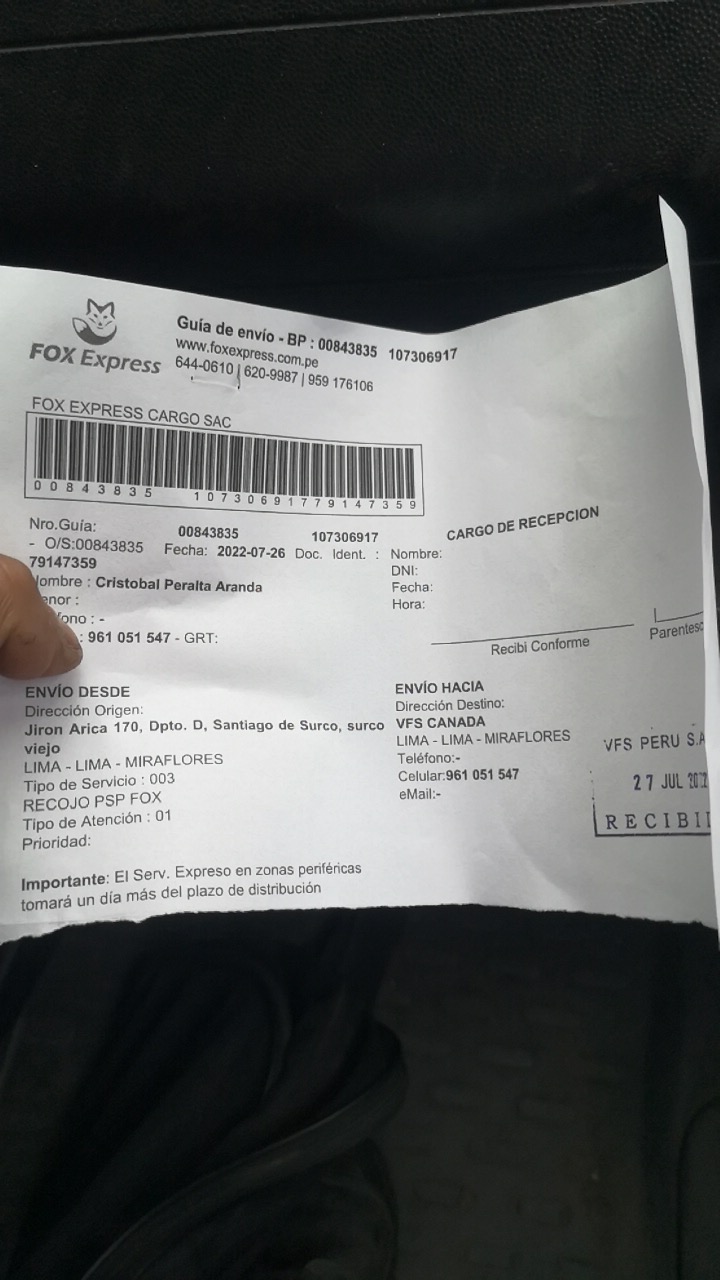 FOX Express
Guía de envío - BP : 00843835 107306917
www.foxexpress.com.pe
644-0610 | 620-9987 | 959 176106
FOX EXPRESS CARGO SAC
00843835 10730691779147359
Nro.Guía: 00843835 107306917
- O/S:00843835 Fecha: 2022-07-26 Doc. Ident. :
79147359
ombre : Cristobal Peralta Aranda
enor :
fono : -
: 961 051 547 - GRT:
CARGO DE RECEPCION
Nombre:
DNI:
Fecha:
Hora:
Recibi Conforme
Parentesc
ENVÍO DESDE
Dirección Origen:
Jiron Arica 170, Dpto. D, Santiago de Surco, surco
viejo
LIMA - LIMA - MIRAFLORES
Tipo de Servicio : 003
RECOJO PSP FOX
Tipo de Atención : 01
Prioridad:
ENVÍO HACIA
Dirección Destino:
VFS CANADA
LIMA - LIMA - MIRAFLORES
Teléfono:-
Celular:961 051 547
eMail:-
VFS PERU S.A
27 JUL 2022
RECIBI
Importante: El Serv. Expreso en zonas periféricas
tomará un día más del plazo de distribución